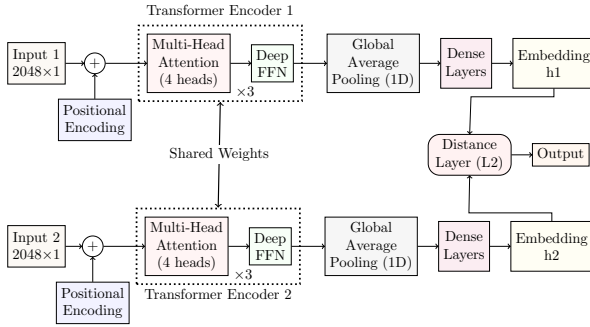 Transformer Encoder 1
Input 1
2048×1
+
Positional
Encoding
Multi-Head
Attention
(4 heads)
Deep
FFN
×3
Global
Average
Pooling (1D)
Dense
Layers
Embedding
h1
Shared Weights
Distance
Layer (L2)
Output
Input 2
2048×1
+
Positional
Encoding
Multi-Head
Attention
(4 heads)
Deep
FFN
×3
Transformer Encoder 2
Global
Average
Pooling (1D)
Dense
Layers
Embedding
h2